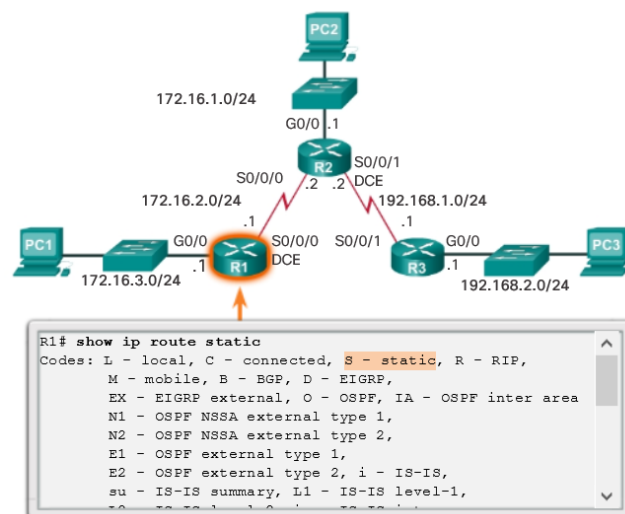 PC2
172.16.1.0/24
G0/0 .1
R2
S0/0/1
DCE
S0/0/0
.2 .2
172.16.2.0/24
192.168.1.0/24
.1
.1
PC1
G0/0
S0/0/0
DCE
S0/0/1
G0/0
PC3
.1
R1
R3
.1
172.16.3.0/24
192.168.2.0/24
R1# show ip route static
Codes: L - local, C - connected, S - static, R - RIP,
M - mobile, B - BGP, D - EIGRP,
EX - EIGRP external, O - OSPF, IA - OSPF inter area
N1 - OSPF NSSA external type 1,
N2 - OSPF NSSA external type 2,
E1 - OSPF external type 1,
E2 - OSPF external type 2, i - IS-IS,
su - IS-IS summary, L1 - IS-IS level-1,